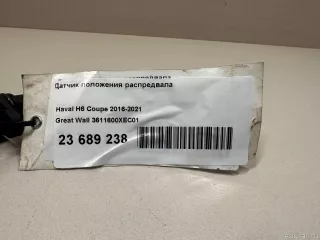 Датчик положения распредвала
Haval H6 Coupe 2016-2021
Great Wall 3611600XEC01
23 689 238